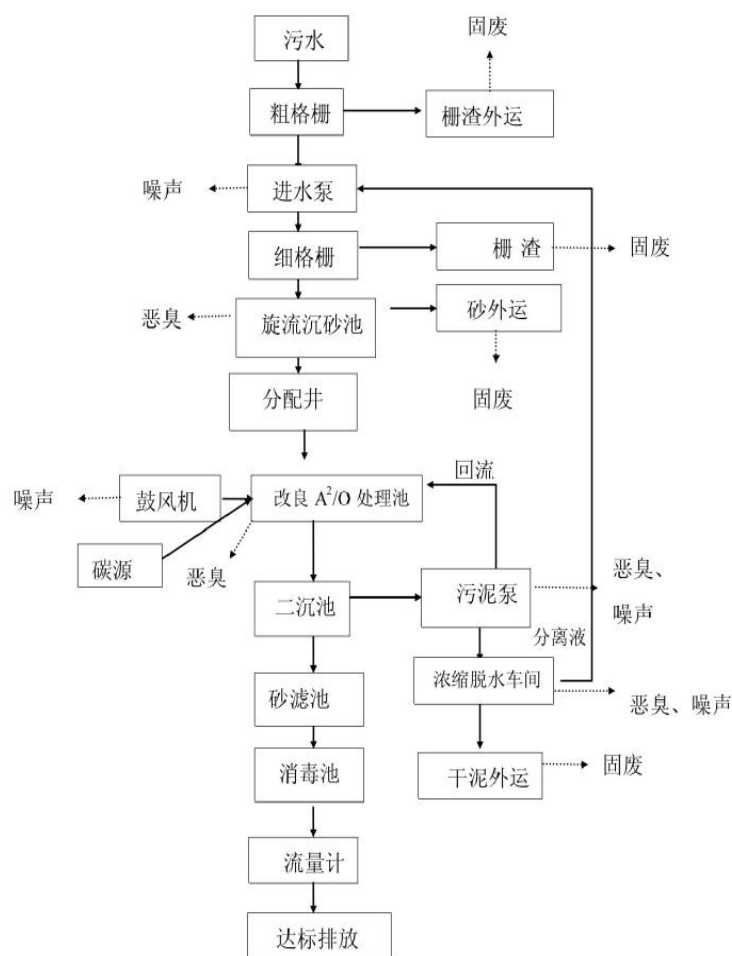 固废
污水
粗格栅
栅渣外运
噪声
进水泵
细格栅
栅 渣
固废
恶臭
旋流沉砂池
砂外运
分配井
固废
回流
噪声
鼓风机
改良 A²/O 处理池
碳源
恶臭
二沉池
污泥泵
恶臭、
噪声
分离液
浓缩脱水车间
砂滤池
恶臭、噪声
消毒池
干泥外运
固废
流量计
达标排放